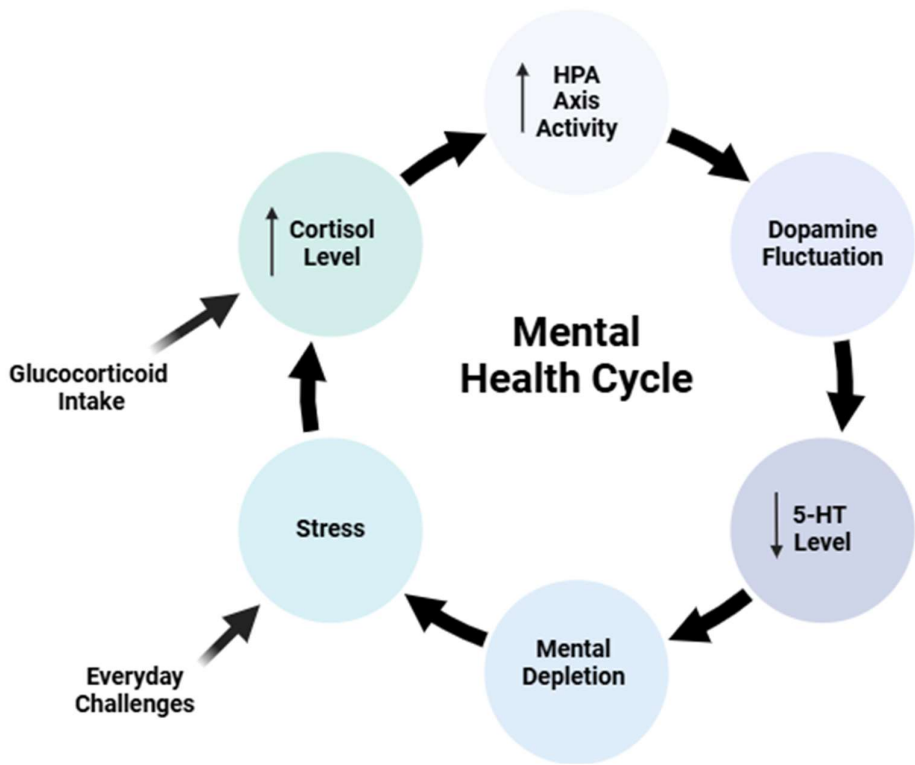 HPA
Axis
Activity
Cortisol
Level
Dopamine
Fluctuation
Mental
Health Cycle
Glucocorticoid
Intake
Stress
5-HT
Level
Mental
Depletion
Everyday
Challenges